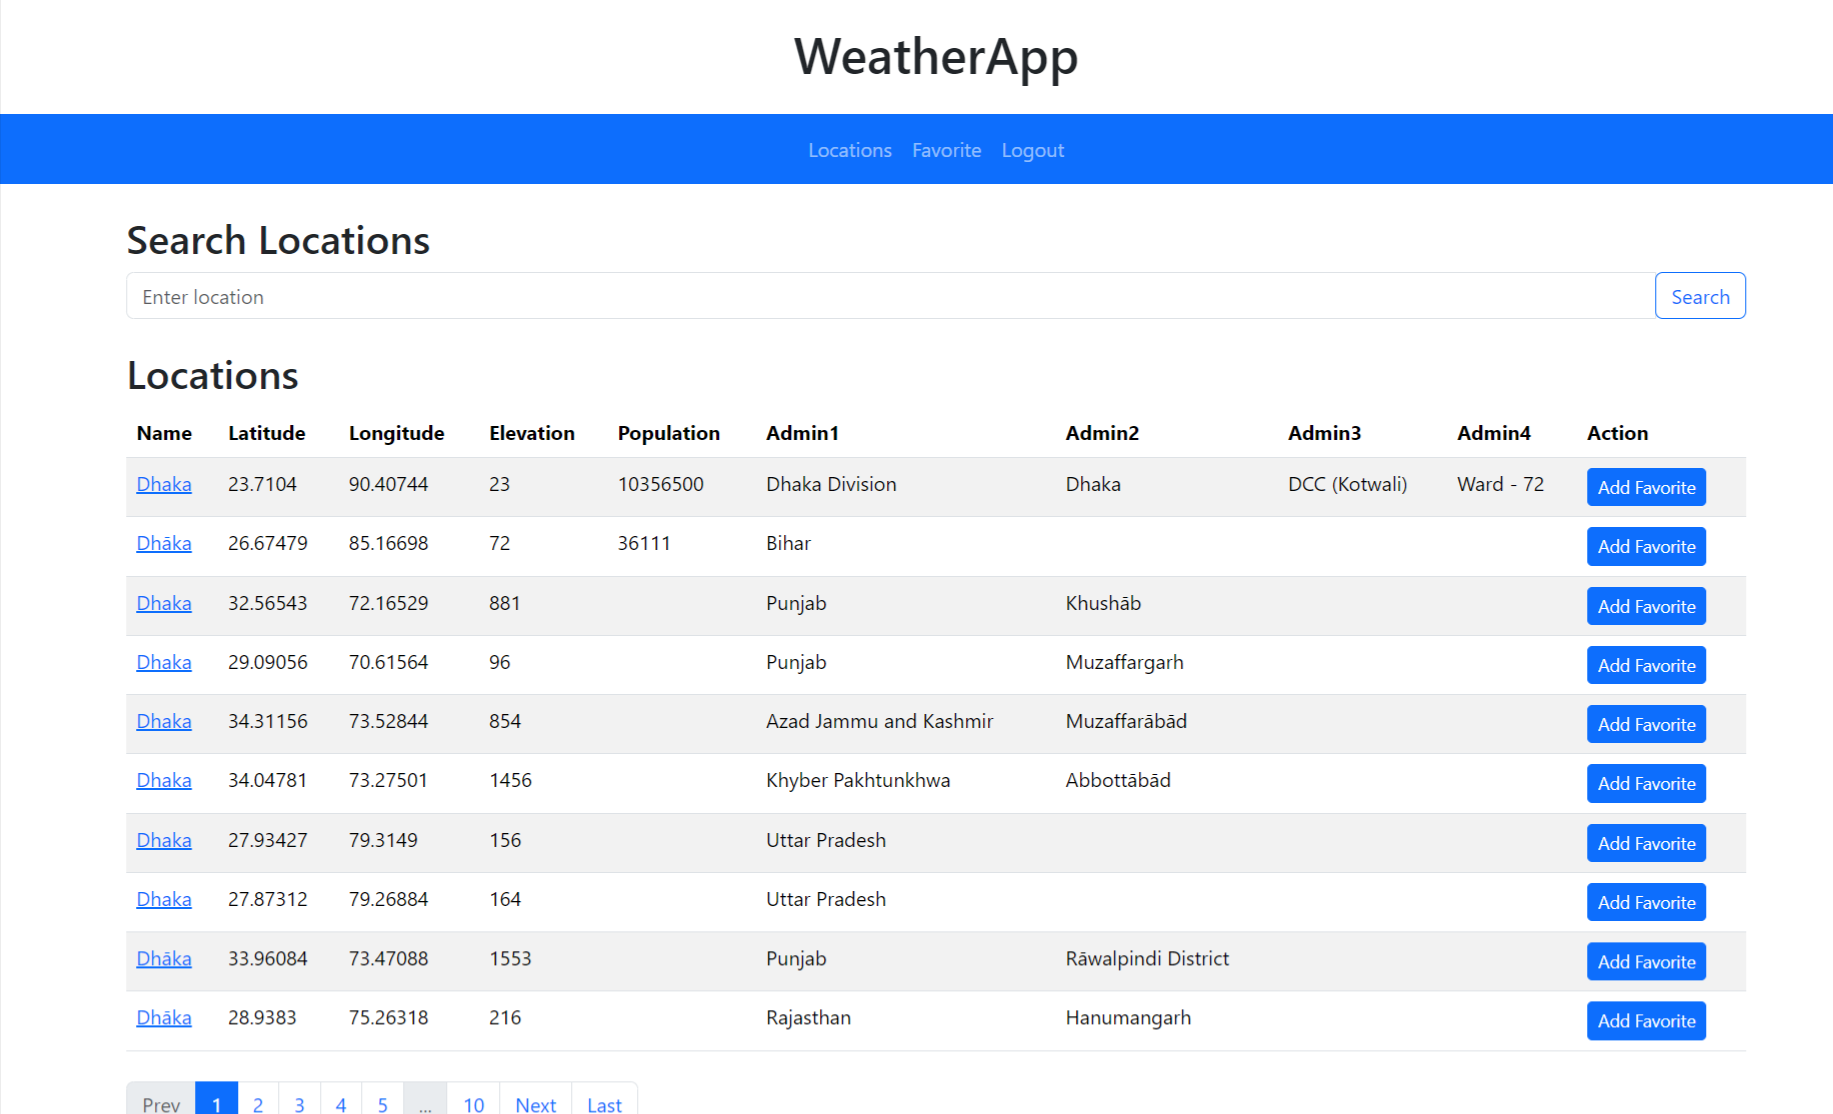 WeatherApp
Locations Favorite Logout
Search Locations
Enter location Search
Locations
Name Latitude Longitude Elevation Population Admin1 Admin2 Admin3 Admin4 Action
Dhaka 23.7104 90.40744 23 10356500 Dhaka Division Dhaka DCC (Kotwali) Ward - 72 Add Favorite
Dhāka 26.67479 85.16698 72 36111 Bihar Add Favorite
Dhaka 32.56543 72.16529 881 Punjab Khushāb Add Favorite
Dhaka 29.09056 70.61564 96 Punjab Muzaffargarh Add Favorite
Dhaka 34.31156 73.52844 854 Azad Jammu and Kashmir Muzaffarābād Add Favorite
Dhaka 34.04781 73.27501 1456 Khyber Pakhtunkhwa Abbottābād Add Favorite
Dhaka 27.93427 79.3149 156 Uttar Pradesh Add Favorite
Dhaka 27.87312 79.26884 164 Uttar Pradesh Add Favorite
Dhāka 33.96084 73.47088 1553 Punjab Rāwalpindi District Add Favorite
Dhāka 28.9383 75.26318 216 Rajasthan Hanumangarh Add Favorite
Prev 1 2 3 4 5 ... 10 Next Last